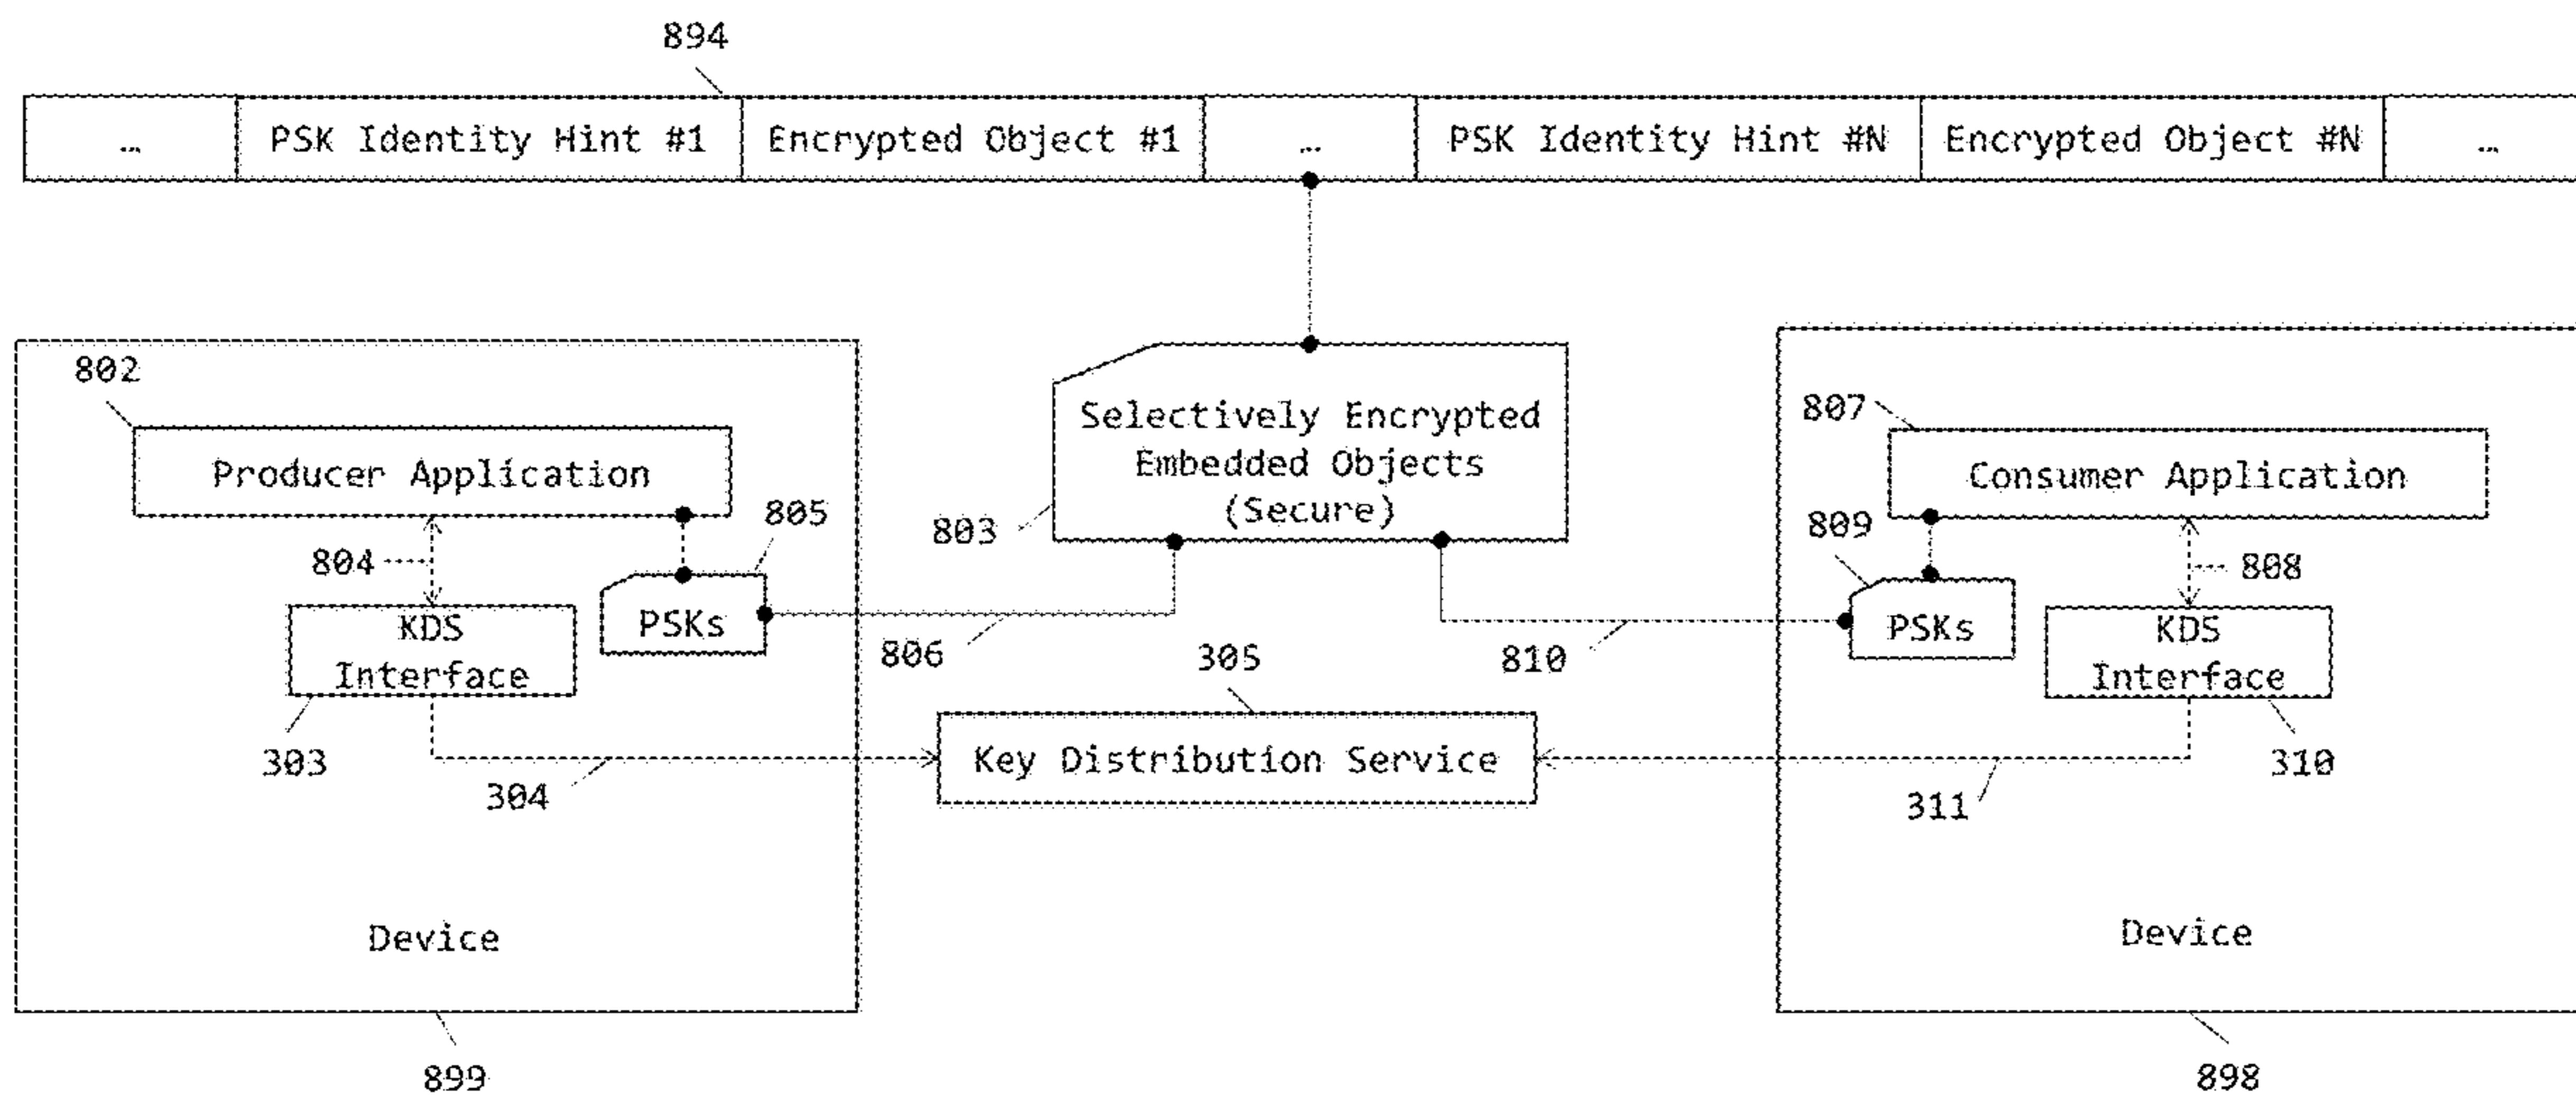 894
… PSK Identity Hint #1 Encrypted Object #1 … PSK Identity Hint #N Encrypted Object #N …
802
Producer Application
804
805
PSKs
KDS
Interface
303
304
806
Device
899
803
Selectively Encrypted
Embedded Objects
(Secure)
305
Key Distribution Service
810
807
Consumer Application
809
808
PSKs
KDS
Interface
310
311
Device
898